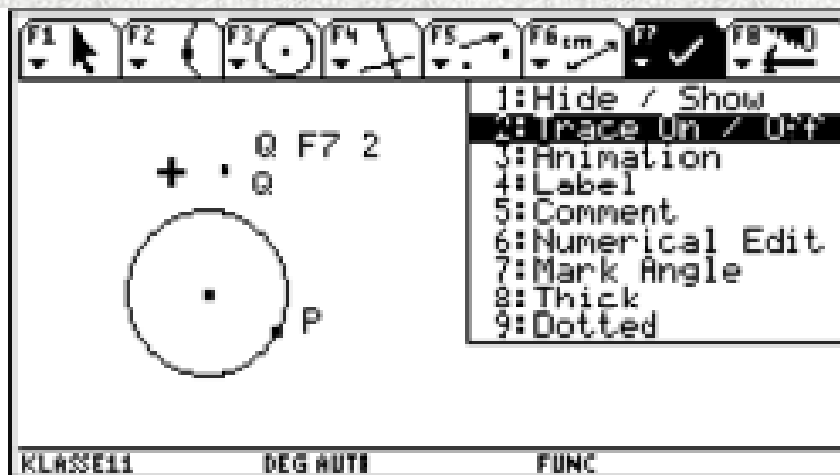 F1 F2 F3 F4 F5 F6 cm F7 F8
1:Hide / Show
2:Trace On / Off
3:Animation
4:Label
5:Comment
6:Numerical Edit
7:Mark Angle
8:Thick
9:Dotted
Q F7 2
Q
P
KLASSE11 DEG AUTO FUNC